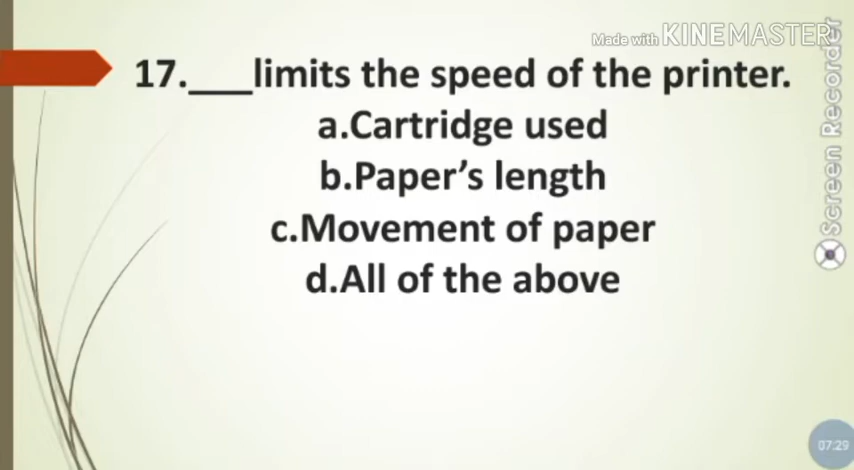 Made with KINEMASTER
17.___limits the speed of the printer.
a.Cartridge used
b.Paper’s length
c.Movement of paper
d.All of the above
Screen Recorder
07:29